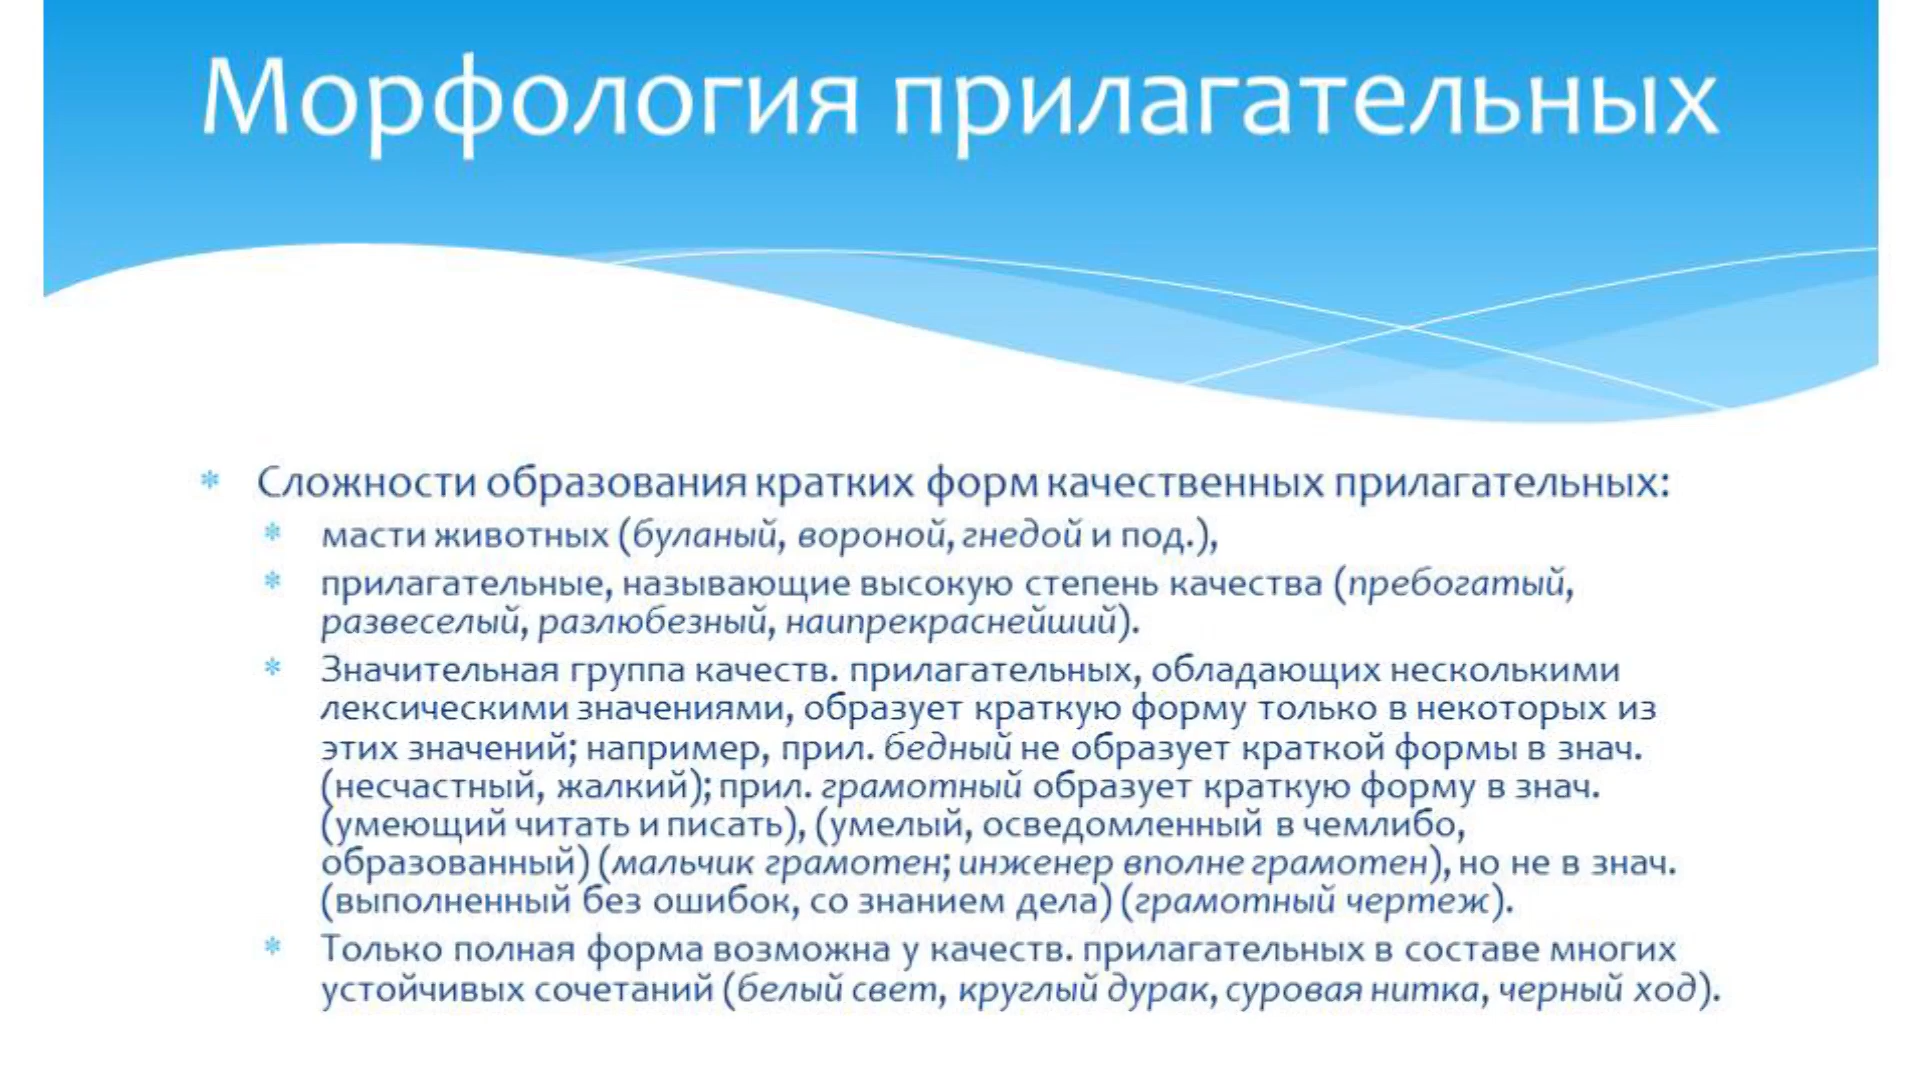 Морфология прилагательных
* Сложности образования кратких форм качественных прилагательных:
* масти животных (буланый, вороной, гнедой и под.),
* прилагательные, называющие высокую степень качества (пребогатый,
развеселый, разлюбезный, наипрекраснейший).
* Значительная группа качеств. прилагательных, обладающих несколькими
лексическими значениями, образует краткую форму только в некоторых из
этих значений; например, прил. бедный не образует краткой формы в знач.
(несчастный, жалкий); прил. грамотный образует краткую форму в знач.
(умеющий читать и писать), (умелый, осведомленный в чемлибо,
образованный) (мальчик грамотен; инженер вполне грамотен), но не в знач.
(выполненный без ошибок, со знанием дела) (грамотный чертеж).
* Только полная форма возможна у качеств. прилагательных в составе многих
устойчивых сочетаний (белый свет, круглый дурак, суровая нитка, черный ход).